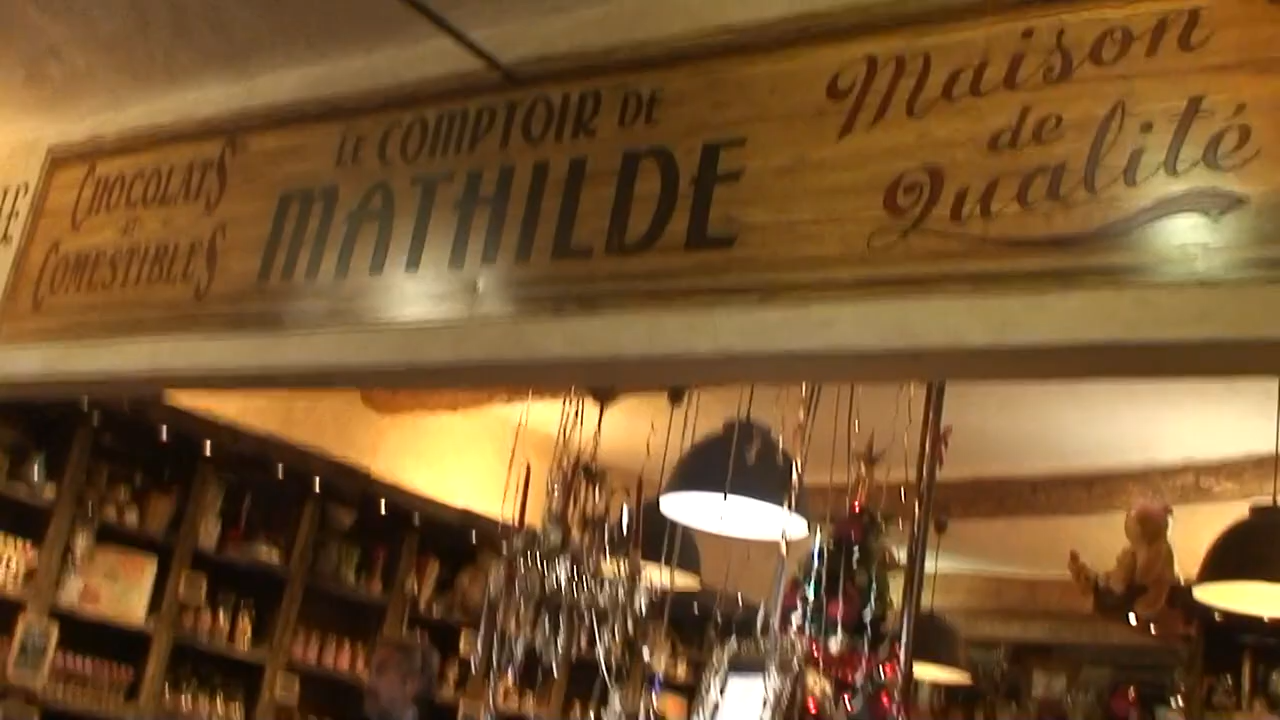 CHOCOLATS
ET
COMESTIBLES
LE COMPTOIR DE
MATHILDE
Maison
de
Qualité